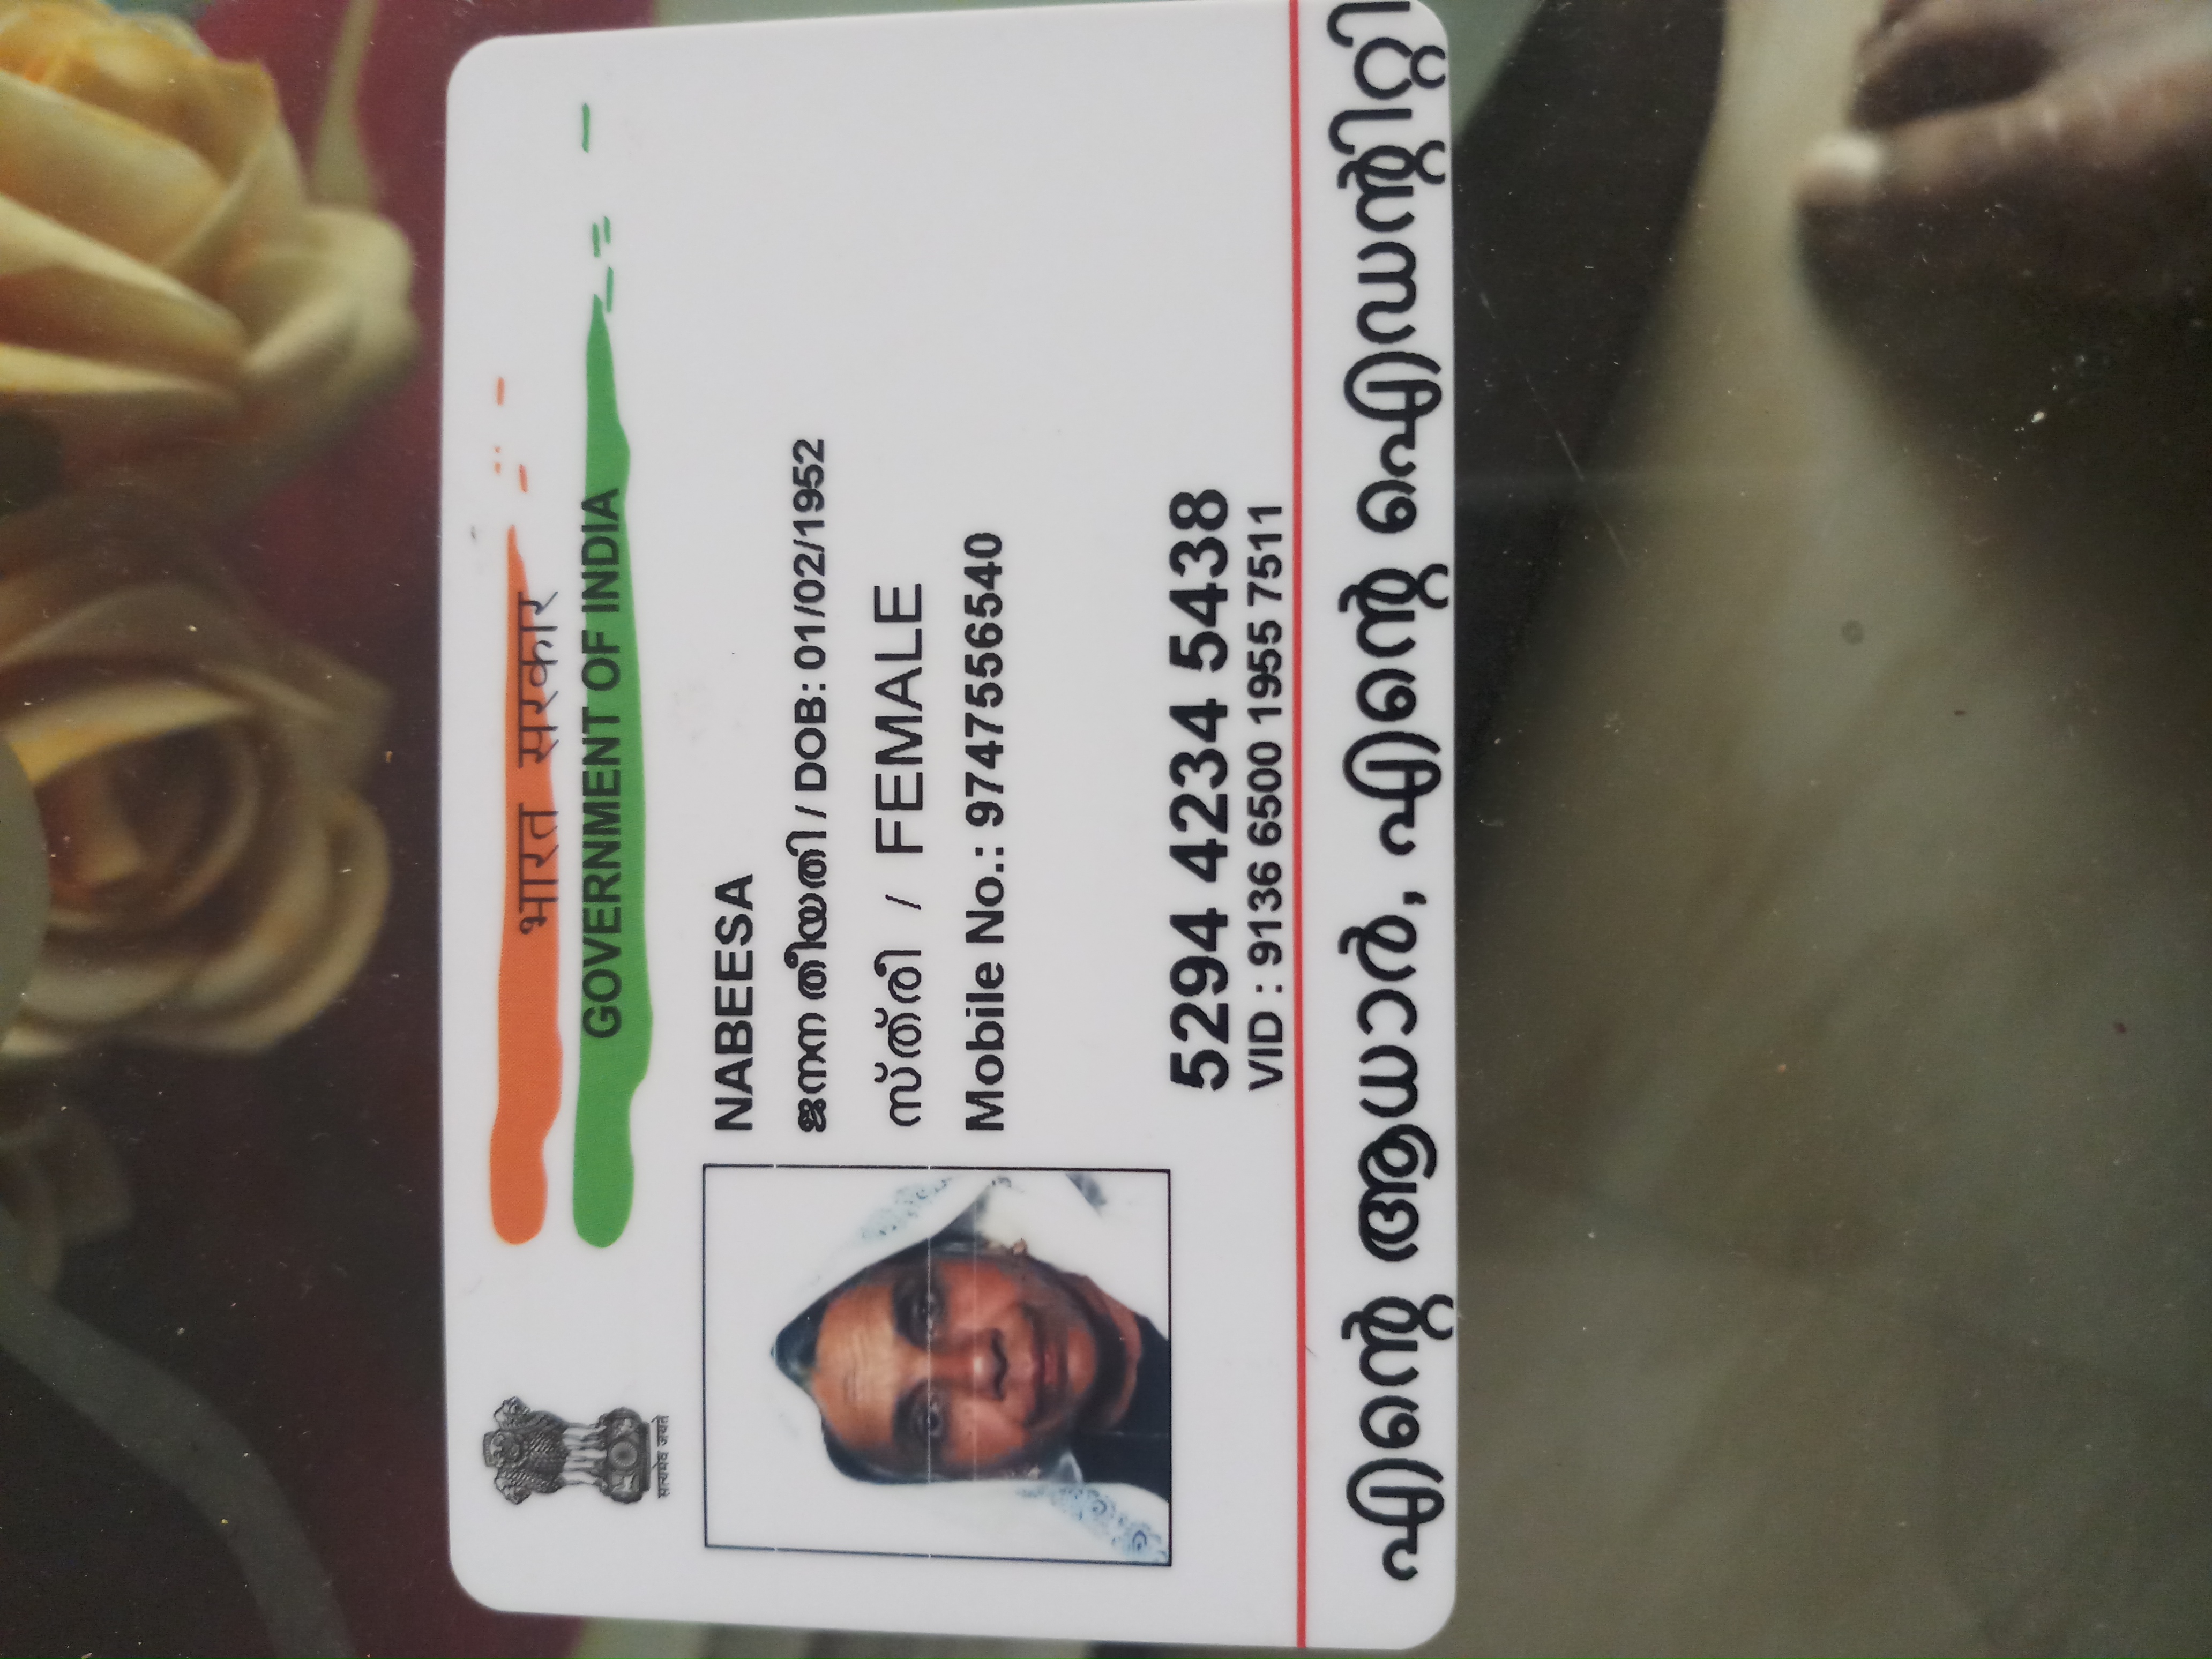 भारत सरकार
GOVERNMENT OF INDIA
सत्यमेव जयते
NABEESA
ജനന തീയതി / DOB: 01/02/1952
സ്ത്രീ / FEMALE
Mobile No.: 9747556540
5294 4234 5438
VID : 9136 6500 1955 7511
എന്റെ ആധാർ, എന്റെ ഐഡന്റിറ്റി